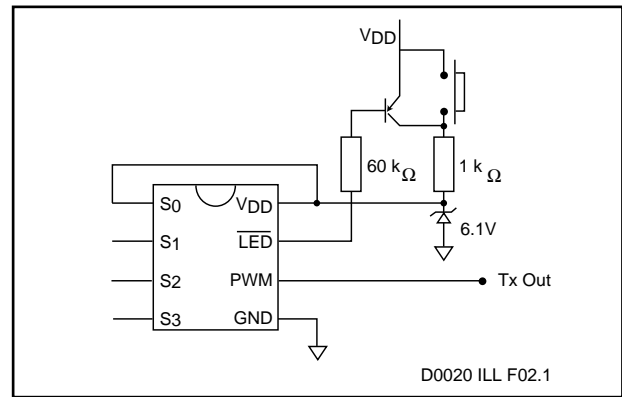 VDD
60 kΩ
1 kΩ
S0
VDD
6.1V
S1
LED
S2
PWM
Tx Out
S3
GND
D0020 ILL F02.1